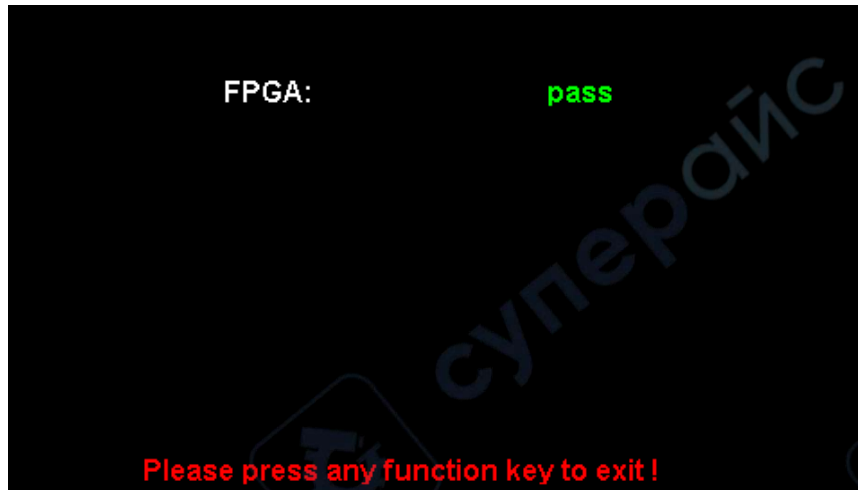 FPGA: pass
суперайс
Please press any function key to exit !